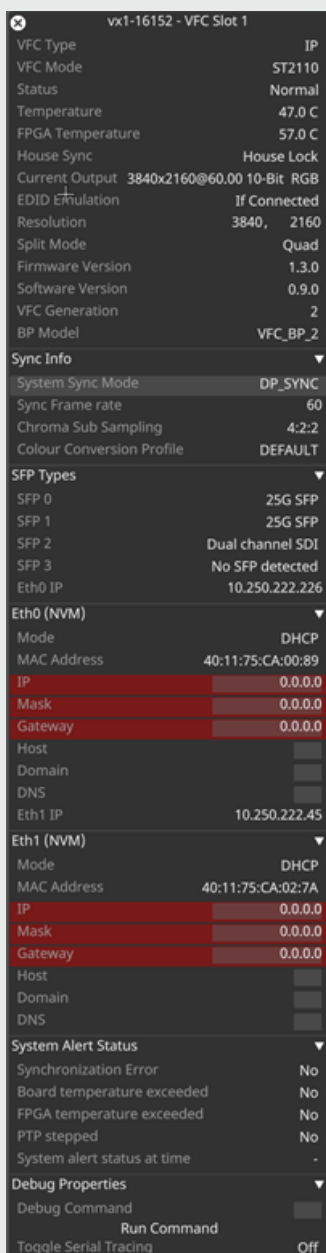 vx1-16152 - VFC Slot 1
VFC Type IP
VFC Mode ST2110
Status Normal
Temperature 47.0 C
FPGA Temperature 57.0 C
House Sync House Lock
Current Output 3840x2160@60.00 10-Bit RGB
EDID Emulation If Connected
Resolution 3840, 2160
Split Mode Quad
Firmware Version 1.3.0
Software Version 0.9.0
VFC Generation 2
BP Model VFC_BP_2
Sync Info
System Sync Mode DP_SYNC
Sync Frame rate 60
Chroma Sub Sampling 4:2:2
Colour Conversion Profile DEFAULT
SFP Types
SFP 0 25G SFP
SFP 1 25G SFP
SFP 2 Dual channel SDI
SFP 3 No SFP detected
Eth0 IP 10.250.222.226
Eth0 (NVM)
Mode DHCP
MAC Address 40:11:75:CA:00:89
IP 0.0.0.0
Mask 0.0.0.0
Gateway 0.0.0.0
Host
Domain
DNS
Eth1 IP 10.250.222.45
Eth1 (NVM)
Mode DHCP
MAC Address 40:11:75:CA:02:7A
IP 0.0.0.0
Mask 0.0.0.0
Gateway 0.0.0.0
Host
Domain
DNS
System Alert Status
Synchronization Error No
Board temperature exceeded No
FPGA temperature exceeded No
PTP stepped No
System alert status at time -
Debug Properties
Debug Command
Run Command
Toggle Serial Tracing Off